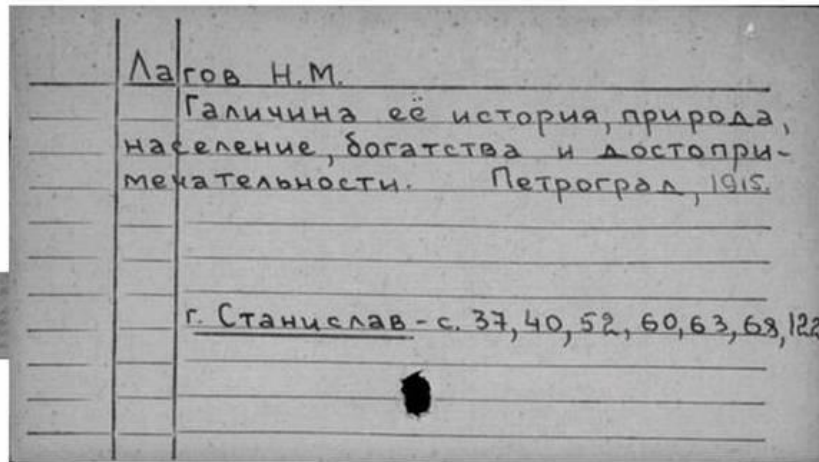 Лагов Н.М.
Галичина её история, природа,
население, богатства и достопри-
мечательности. Петроград, 1915.
г. Станислав - с. 37, 40, 52, 60, 63, 68, 122